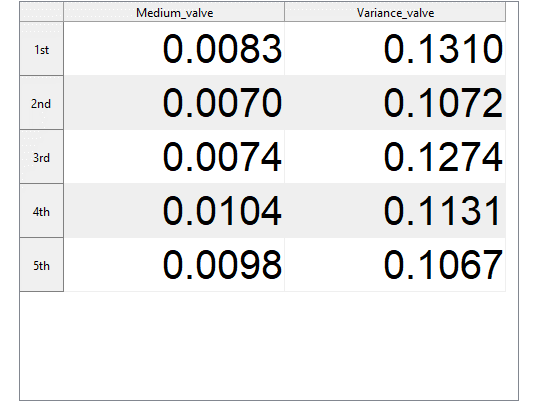 Medium_valve Variance_valve
1st 0.0083 0.1310
2nd 0.0070 0.1072
3rd 0.0074 0.1274
4th 0.0104 0.1131
5th 0.0098 0.1067